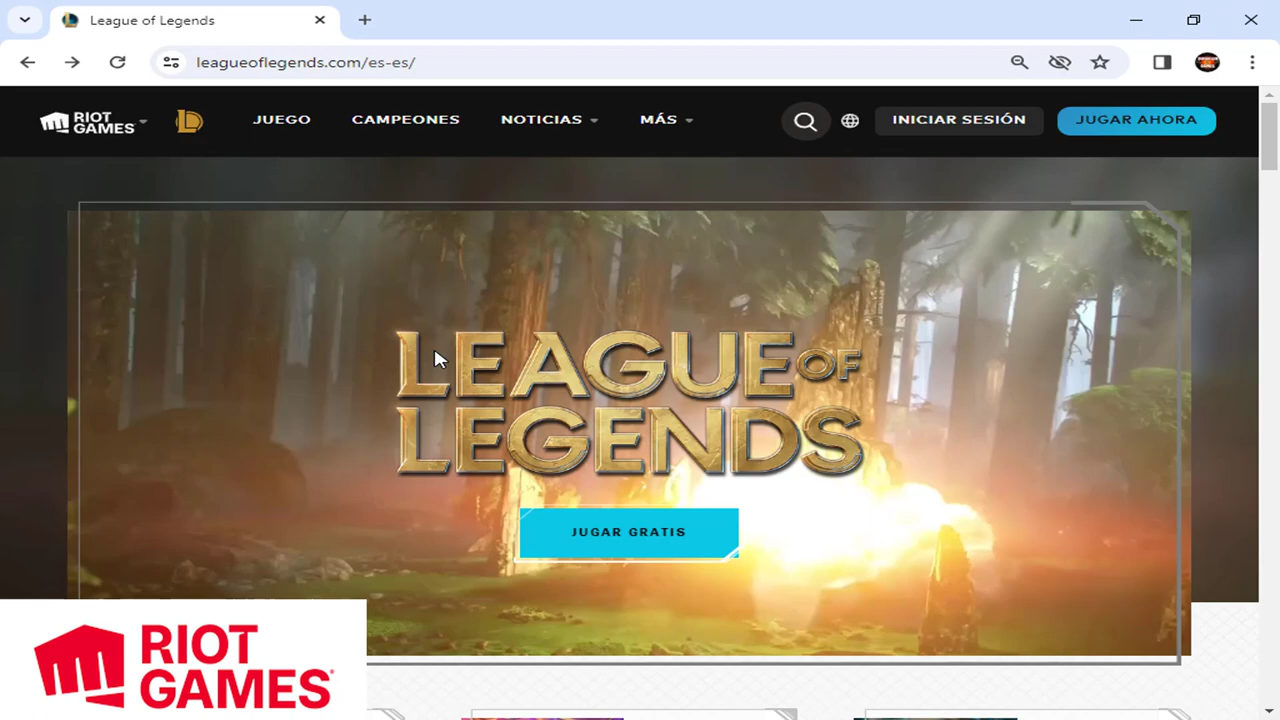 League of Legends
leagueoflegends.com/es-es/
RIOT GAMES
JUEGO
CAMPEONES
NOTICIAS
MÁS
INICIAR SESIÓN
JUGAR AHORA
LEAGUE OF
LEGENDS
JUGAR GRATIS
RIOT
GAMES